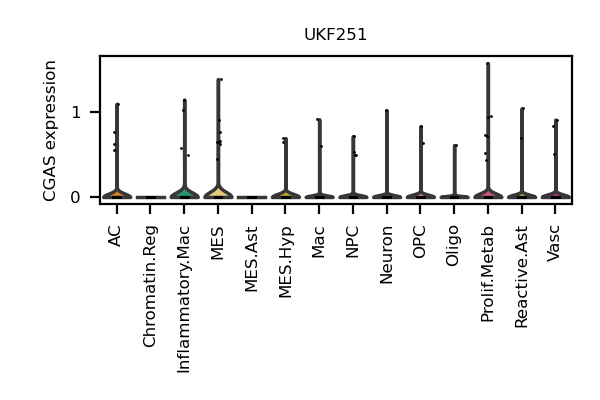 UKF251
CGAS expression
1
0
AC
Chromatin.Reg
Inflammatory.Mac
MES
MES.Ast
MES.Hyp
Mac
NPC
Neuron
OPC
Oligo
Prolif.Metab
Reactive.Ast
Vasc